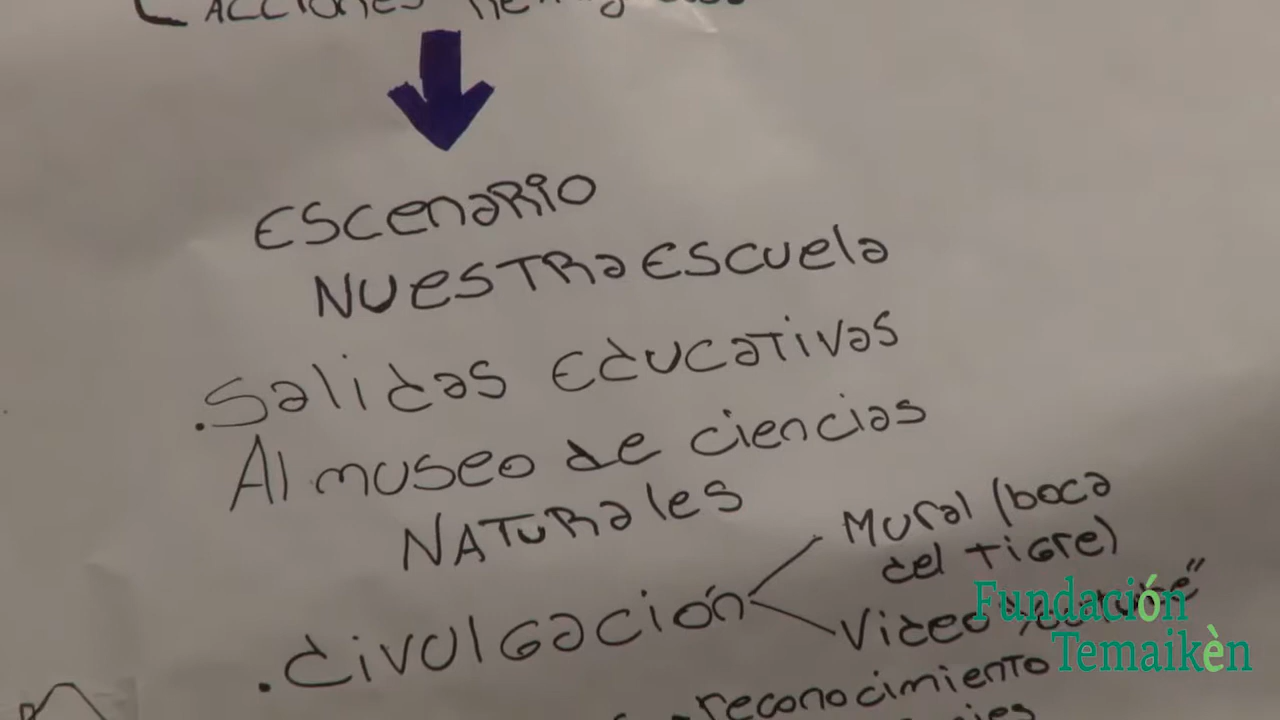 ACCIONES
ESCENARIO
NUESTRA ESCUELA
.Salidas EDUCATIVAS
Al museo de ciencias
NATURales
.divulgación
Mural (boca
del TIGRE)
Video
reconocimiento
Fundación
Temaikèn